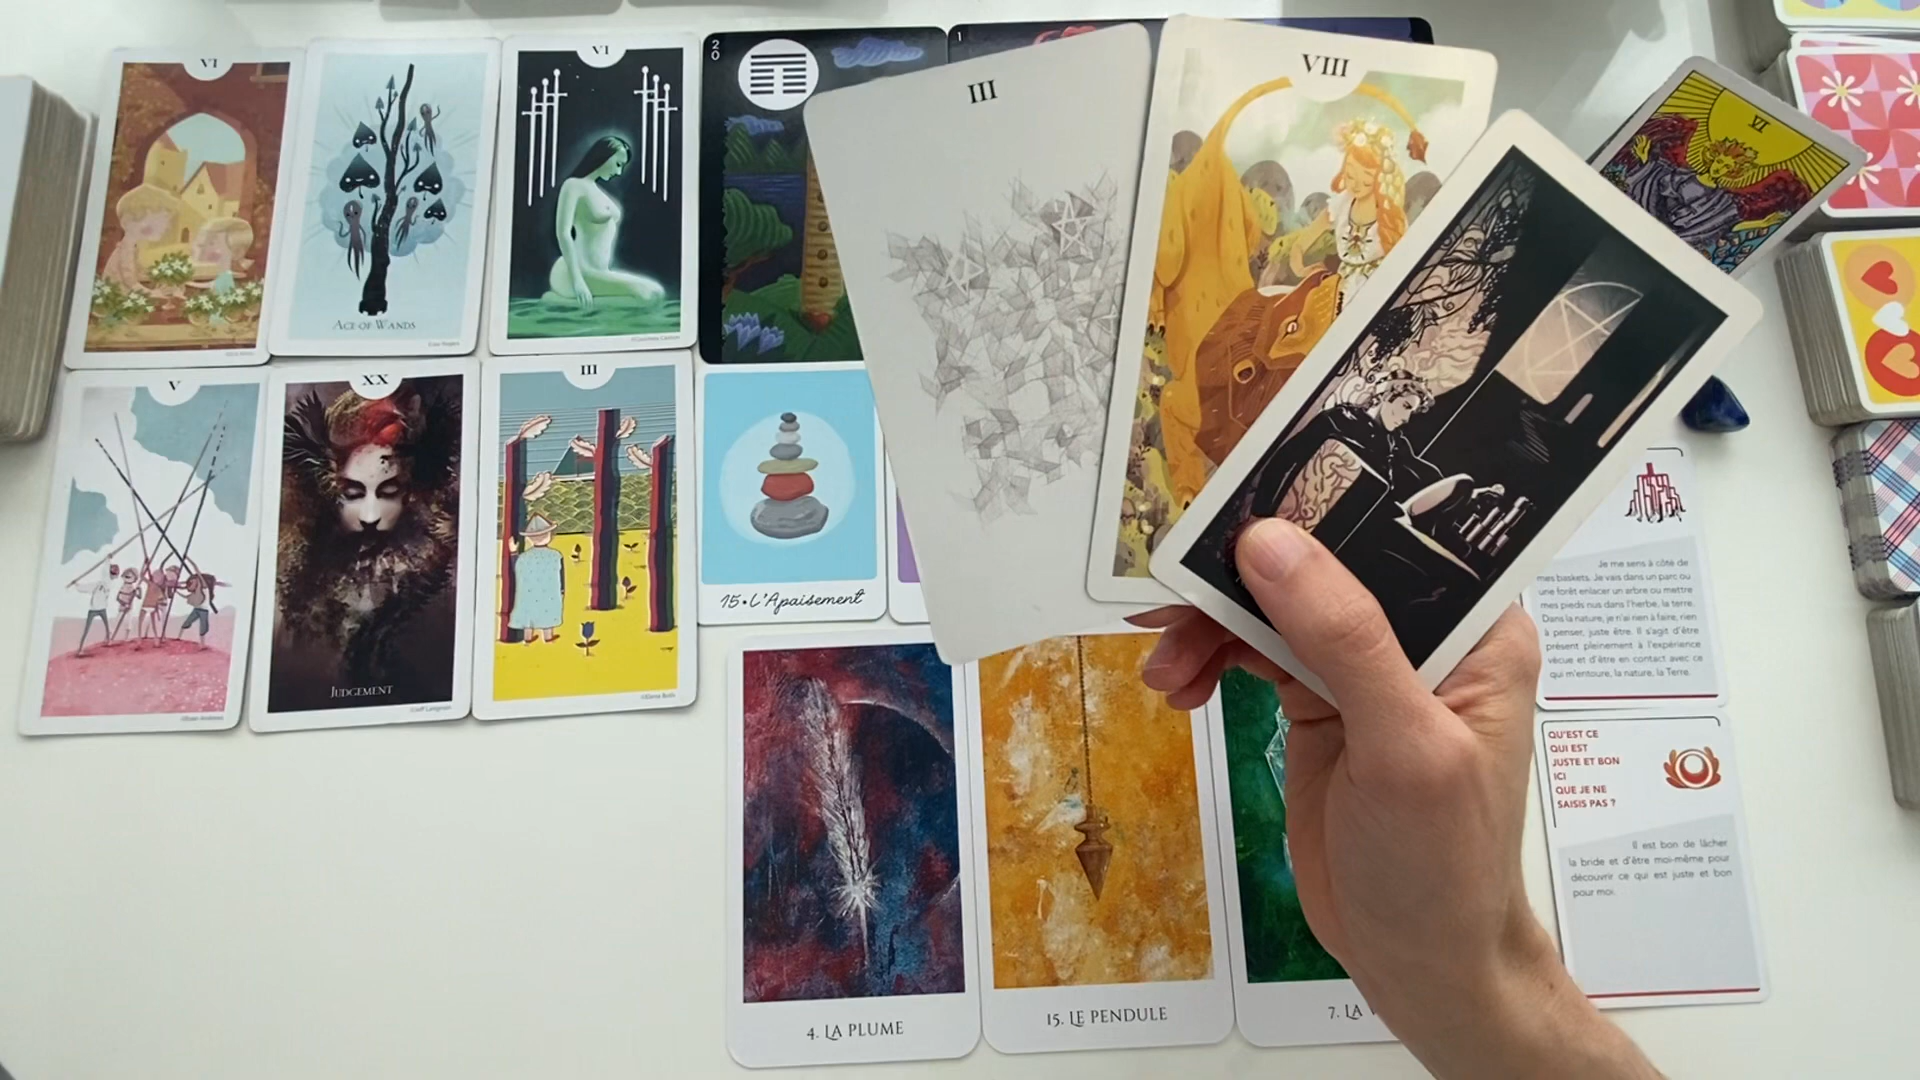 VI
ACE OF WANDS
VI
20
1
III
VIII
VI
V
XX
JUDGEMENT
III
15•L'Apaisement
Je me sens à côté de
mes baskets. Je vais dans un parc ou
une forêt enlacer un arbre ou mettre
mes pieds nus dans l'herbe, la terre.
Dans la nature, je n'ai rien à faire, rien
à penser, juste être. Il s'agit d'être
présent pleinement à l'expérience
vécue et d'être en contact avec ce
qui m'entoure, la nature, la Terre.
QU'EST CE
QUI EST
JUSTE ET BON
ICI
QUE JE NE
SAISIS PAS ?
Il est bon de lâcher
la bride et d'être moi-même pour
découvrir ce qui est juste et bon
pour moi.
4. LA PLUME
15. LE PENDULE
7. LA